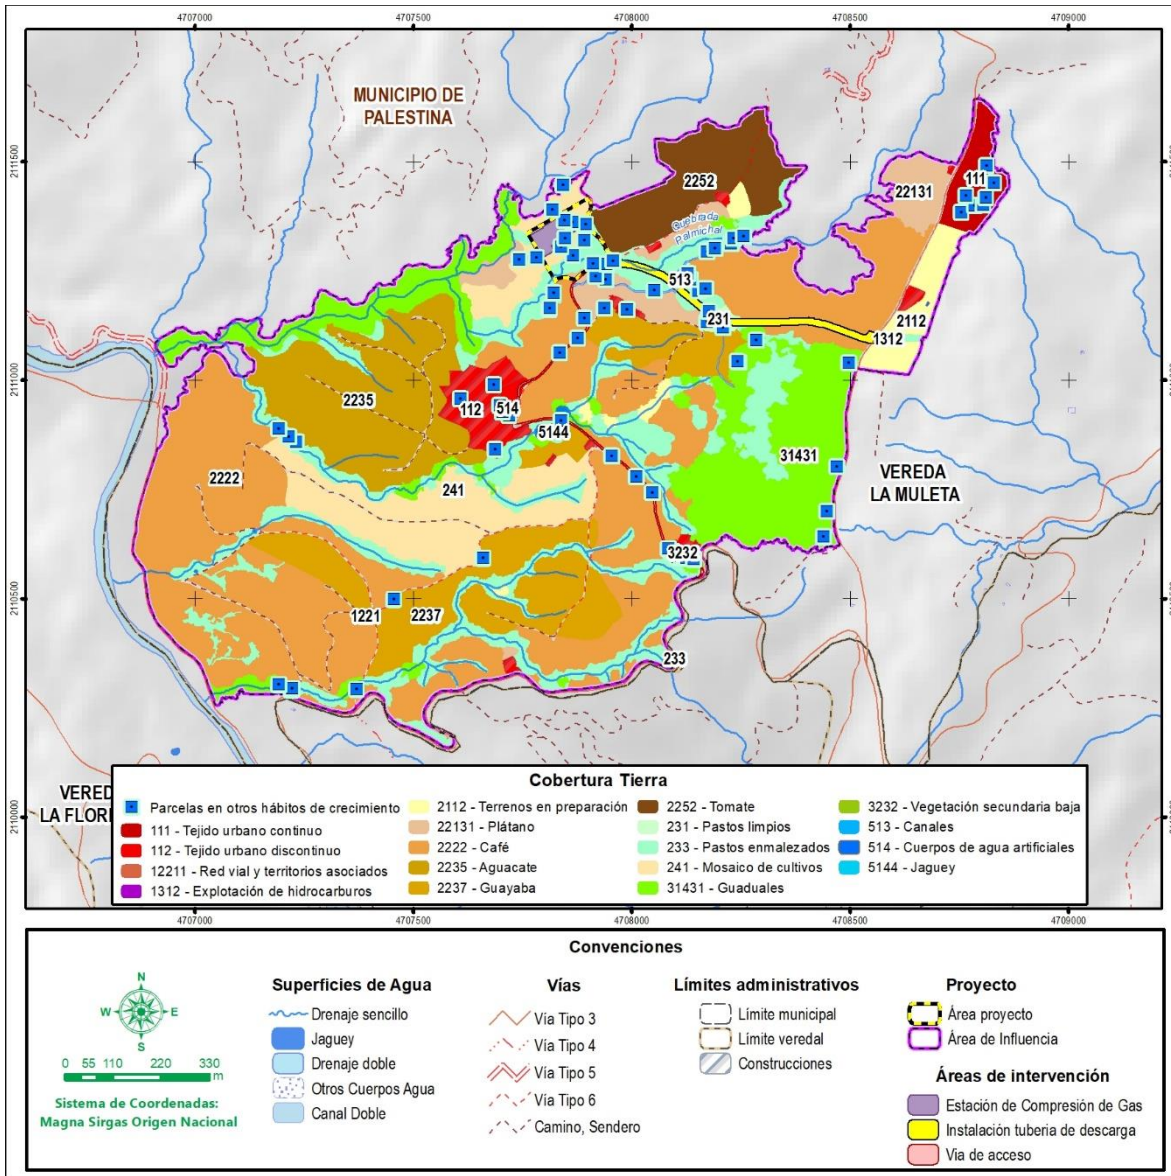 4707000 4707500 4708000 4708500 4709000
MUNICIPIO DE
PALESTINA
2111500
2252
22131
111
Quebrada
Palmichal
513
231
2112
1312
2111000
2235
112
514
5144
31431
2222
241
VEREDA
LA MULETA
3232
2110500
1221
2237
233
2110000
VERED
LA FLOR
Cobertura Tierra
Parcelas en otros hábitos de crecimiento
111 - Tejido urbano continuo
112 - Tejido urbano discontinuo
12211 - Red vial y territorios asociados
1312 - Explotación de hidrocarburos
2112 - Terrenos en preparación
22131 - Plátano
2222 - Café
2235 - Aguacate
2237 - Guayaba
2252 - Tomate
231 - Pastos limpios
233 - Pastos enmalezados
241 - Mosaico de cultivos
31431 - Guaduales
3232 - Vegetación secundaria baja
513 - Canales
514 - Cuerpos de agua artificiales
5144 - Jaguey
4707000 4707500 4708000 4708500 4709000
Convenciones
N
W E
S
0 55 110 220 330
m
Sistema de Coordenadas:
Magna Sirgas Origen Nacional
Superficies de Agua
Drenaje sencillo
Jaguey
Drenaje doble
Otros Cuerpos Agua
Canal Doble
Vías
Vía Tipo 3
Vía Tipo 4
Vía Tipo 5
Vía Tipo 6
Camino, Sendero
Límites administrativos
Límite municipal
Límite veredal
Construcciones
Proyecto
Área proyecto
Área de Influencia
Áreas de intervención
Estación de Compresión de Gas
Instalación tuberia de descarga
Via de acceso